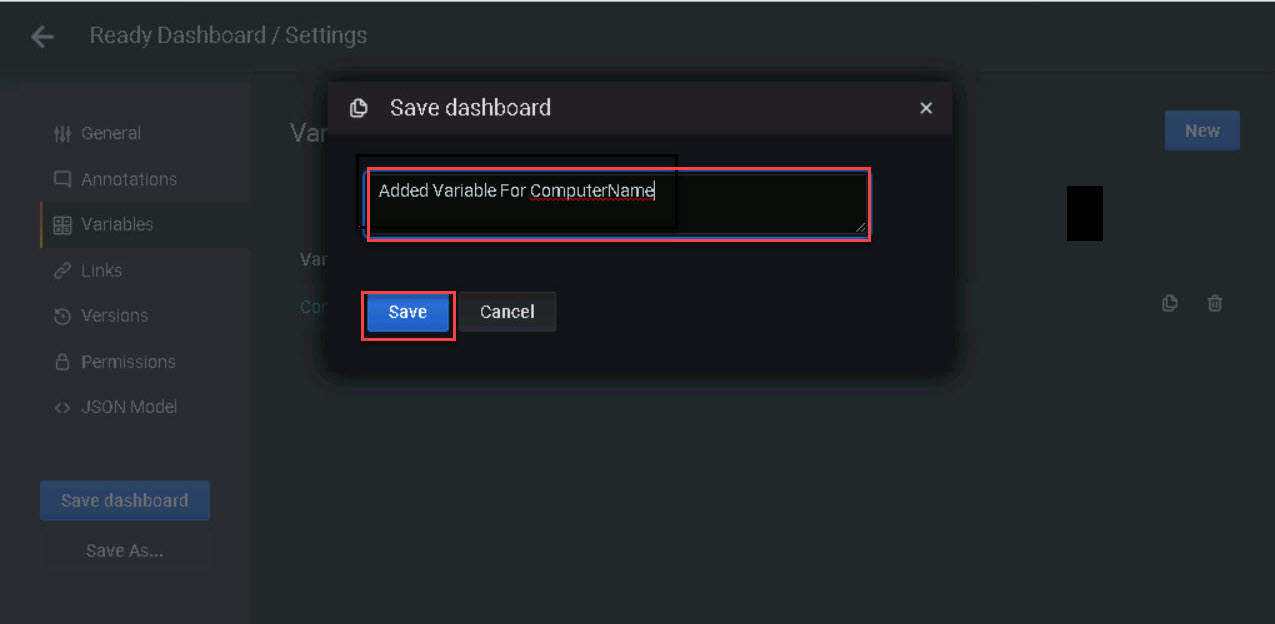 Ready Dashboard / Settings
Save dashboard
General
Var
New
Annotations
Added Variable For ComputerName
Variables
Var
Links
Con
Versions
Save
Cancel
Permissions
JSON Model
Save dashboard
Save As...